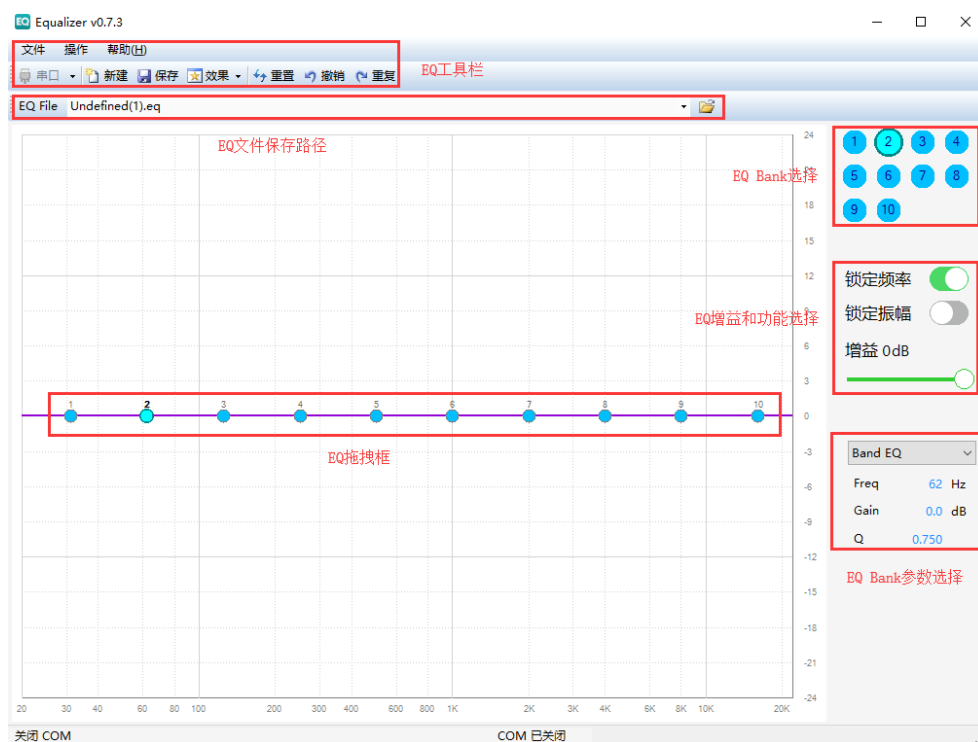 EQ Equalizer v0.7.3
文件 操作 帮助(H)
串口 新建 保存 效果 重置 撤销 重复
EQ工具栏
EQ File Undefined(1).eq
EQ文件保存路径
24
18
15
12
9
6
3
0
-3
-6
-9
-12
-15
-18
-21
-24
1 2 3 4
5 6 7 8
9 10
EQ Bank选择
锁定频率
锁定振幅
增益 0dB
EQ增益和功能选择
1 2 3 4 5 6 7 8 9 10
EQ拖拽框
Band EQ
Freq 62 Hz
Gain 0.0 dB
Q 0.750
EQ Bank参数选择
20 30 40 60 80 100 200 300 400 600 800 1K 2K 3K 4K 6K 8K 10K 20K
关闭 COM COM 已关闭